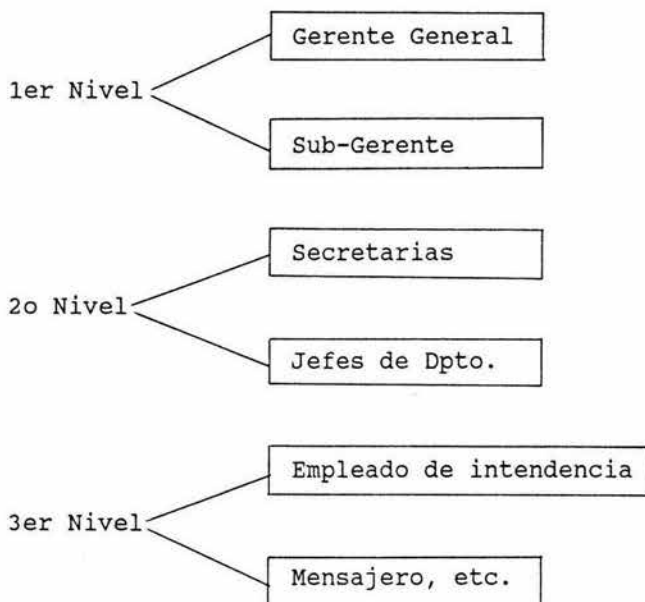 Gerente General
1er Nivel
Sub-Gerente
Secretarias
2o Nivel
Jefes de Dpto.
Empleado de intendencia
3er Nivel
Mensajero, etc.